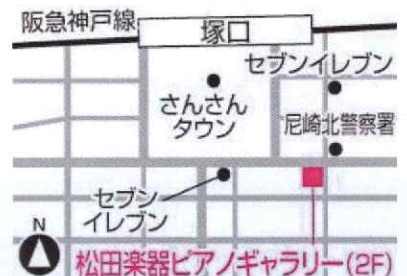 阪急神戸線
塚口
セブンイレブン
さんさん
タウン
尼崎北警察署
セブン
イレブン
N
松田楽器ピアノギャラリー(2F)